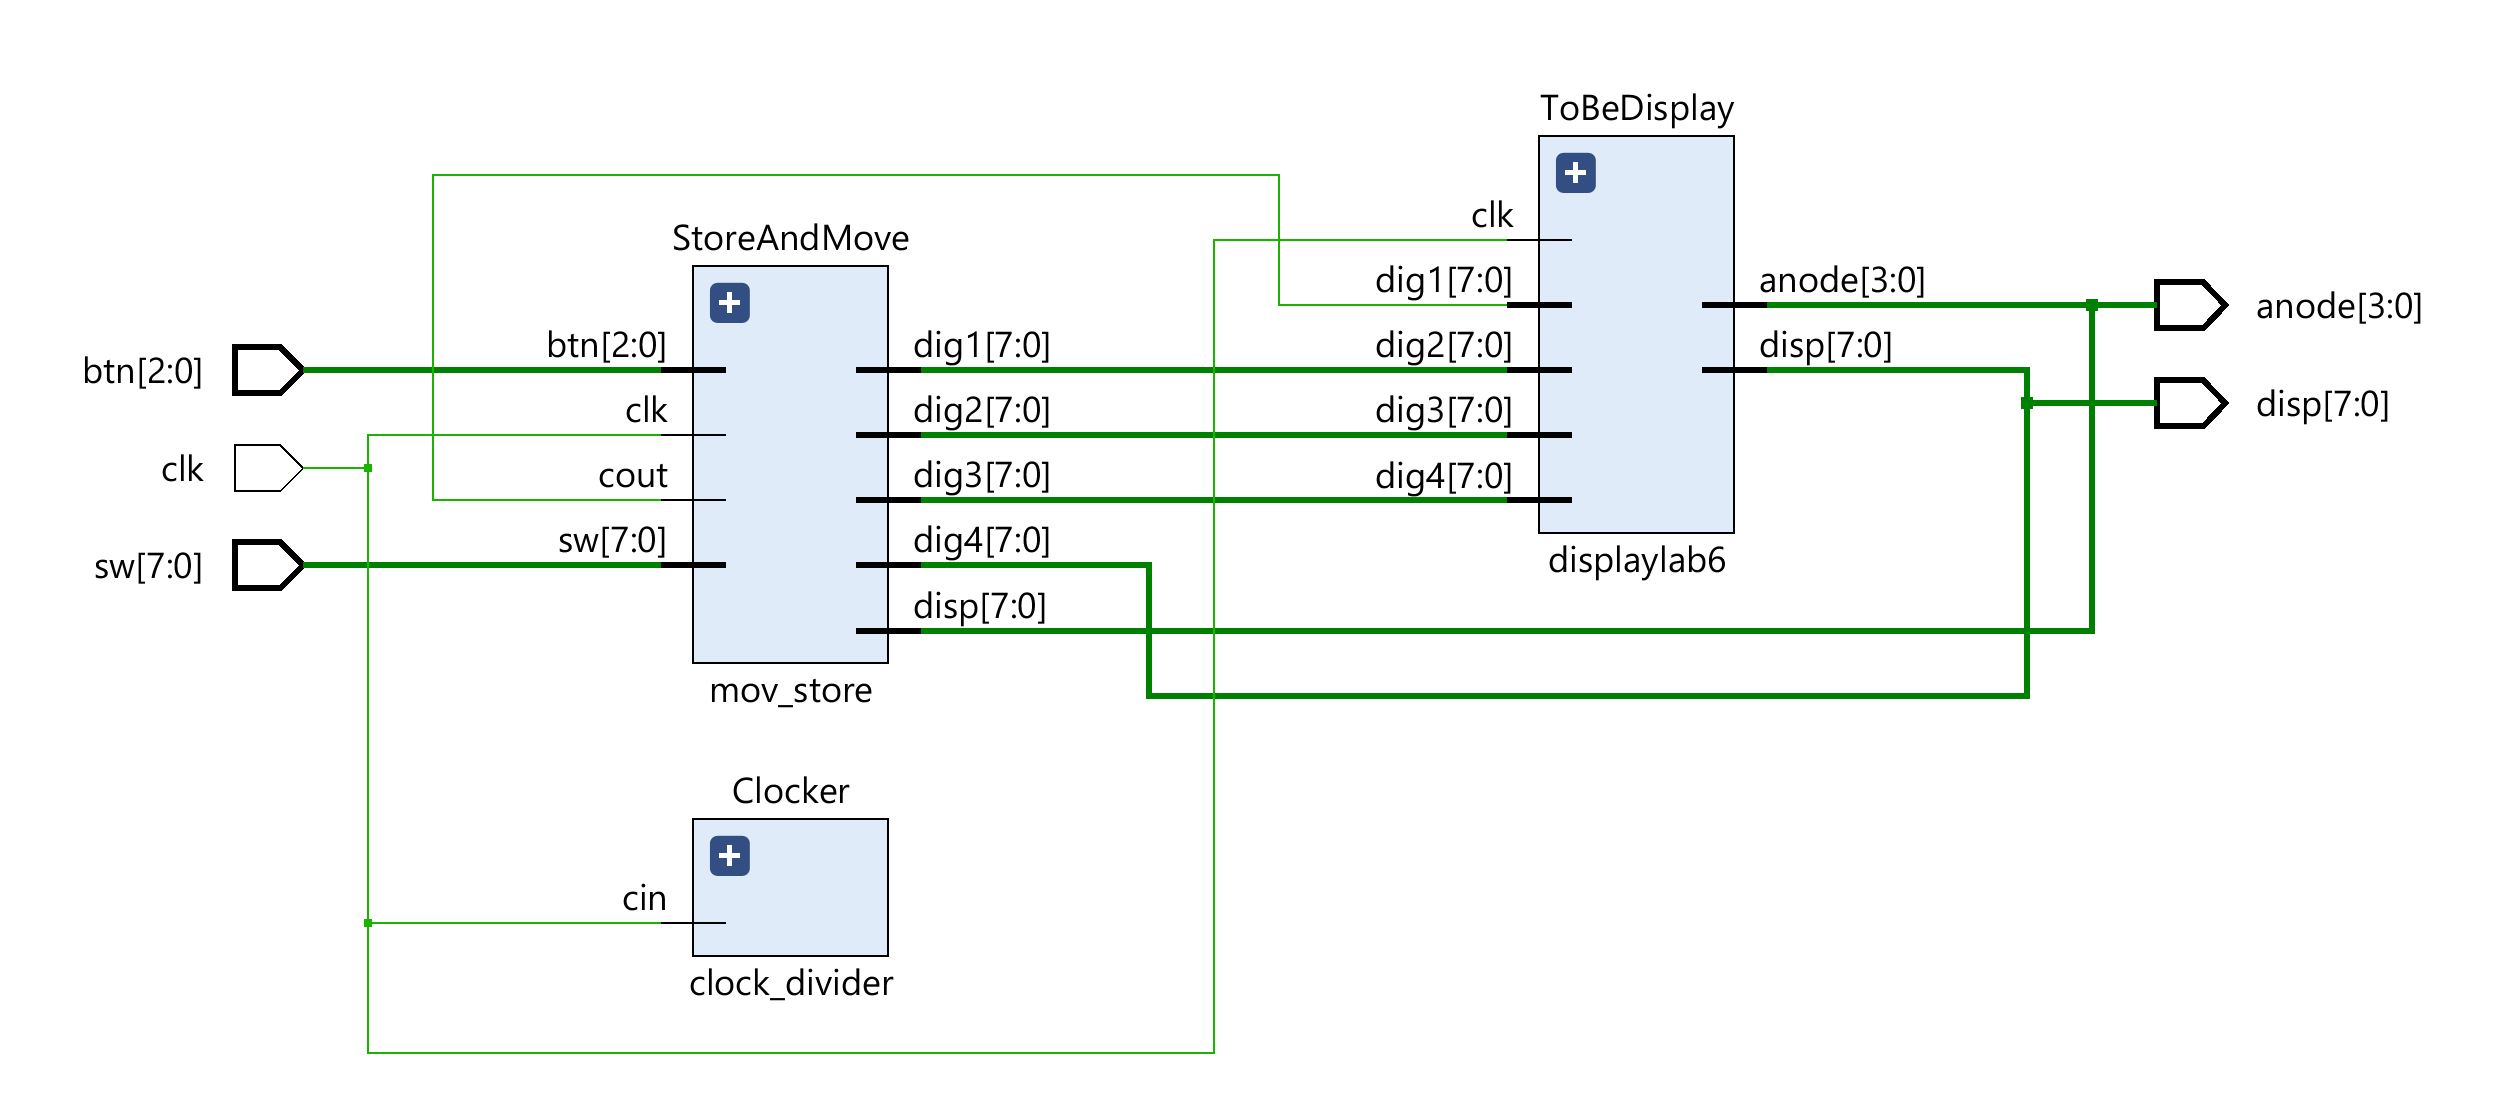 ToBeDisplay
clk
dig1[7:0]
dig2[7:0]
dig3[7:0]
dig4[7:0]
anode[3:0]
disp[7:0]
displaylab6
StoreAndMove
btn[2:0]
clk
cout
sw[7:0]
dig1[7:0]
dig2[7:0]
dig3[7:0]
dig4[7:0]
disp[7:0]
mov_store
btn[2:0]
clk
sw[7:0]
anode[3:0]
disp[7:0]
Clocker
cin
clock_divider